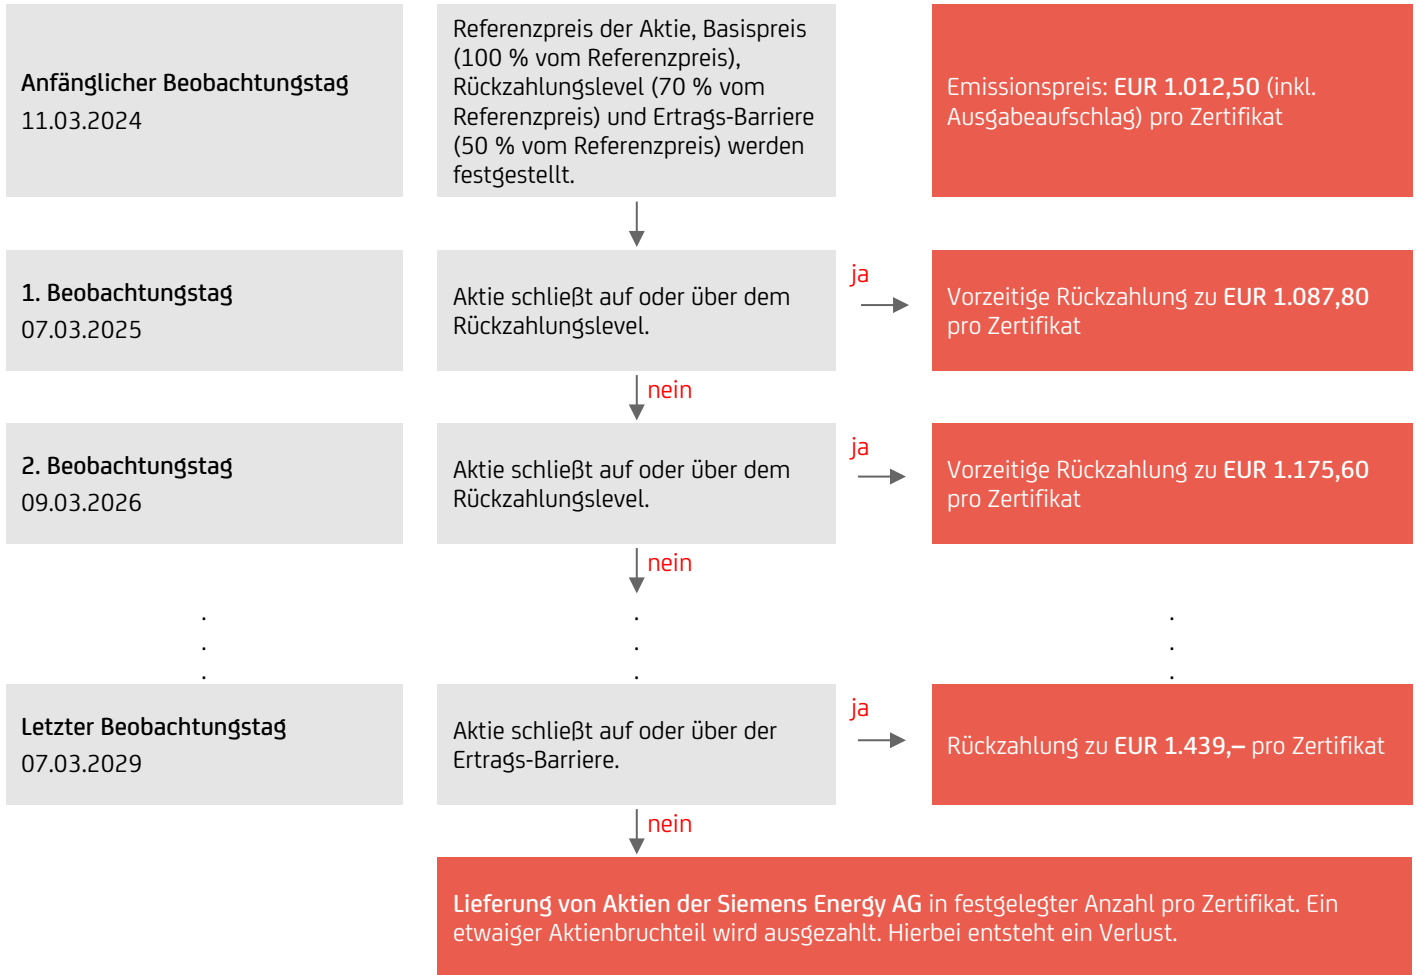 Anfänglicher Beobachtungstag
11.03.2024
Referenzpreis der Aktie, Basispreis
(100 % vom Referenzpreis),
Rückzahlungslevel (70 % vom
Referenzpreis) und Ertrags-Barriere
(50 % vom Referenzpreis) werden
festgestellt.
Emissionspreis: EUR 1.012,50 (inkl.
Ausgabeaufschlag) pro Zertifikat
1. Beobachtungstag
07.03.2025
Aktie schließt auf oder über dem
Rückzahlungslevel.
ja
Vorzeitige Rückzahlung zu EUR 1.087,80
pro Zertifikat
nein
2. Beobachtungstag
09.03.2026
Aktie schließt auf oder über dem
Rückzahlungslevel.
ja
Vorzeitige Rückzahlung zu EUR 1.175,60
pro Zertifikat
nein
. . .
. . .
. . .
Letzter Beobachtungstag
07.03.2029
Aktie schließt auf oder über der
Ertrags-Barriere.
ja
Rückzahlung zu EUR 1.439,– pro Zertifikat
nein
Lieferung von Aktien der Siemens Energy AG in festgelegter Anzahl pro Zertifikat. Ein
etwaiger Aktienbruchteil wird ausgezahlt. Hierbei entsteht ein Verlust.